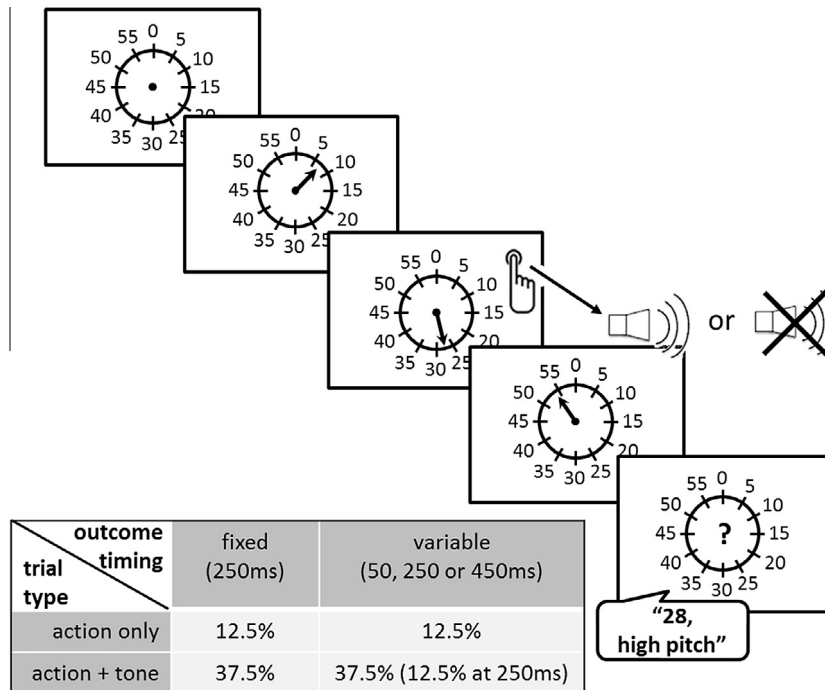 0
55 5
50 10
45 15
40 20
35 30 25
0
55 5
50 10
45 15
40 20
35 30 25
0
55 5
50 10
45 15
40 20
35 30 25
or
0
55 5
50 10
45 15
40 20
35 30 25
0
55 5
50 10
45 15
40 20
35 30 25
?
"28,
high pitch"
outcome
timing
trial
type
fixed
(250ms)
variable
(50, 250 or 450ms)
action only 12.5% 12.5%
action + tone 37.5% 37.5% (12.5% at 250ms)